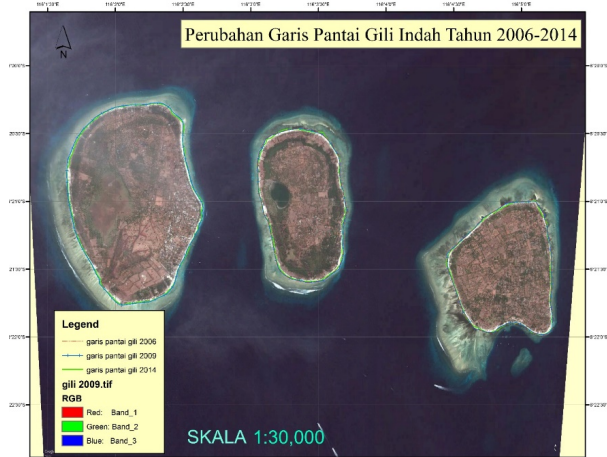 Perubahan Garis Pantai Gili Indah Tahun 2006-2014
N
Legend
garis pantai gili 2006
garis pantai gili 2009
garis pantai gili 2014
gili 2009.tif
RGB
Red: Band_1
Green: Band_2
Blue: Band_3
SKALA 1:30,000